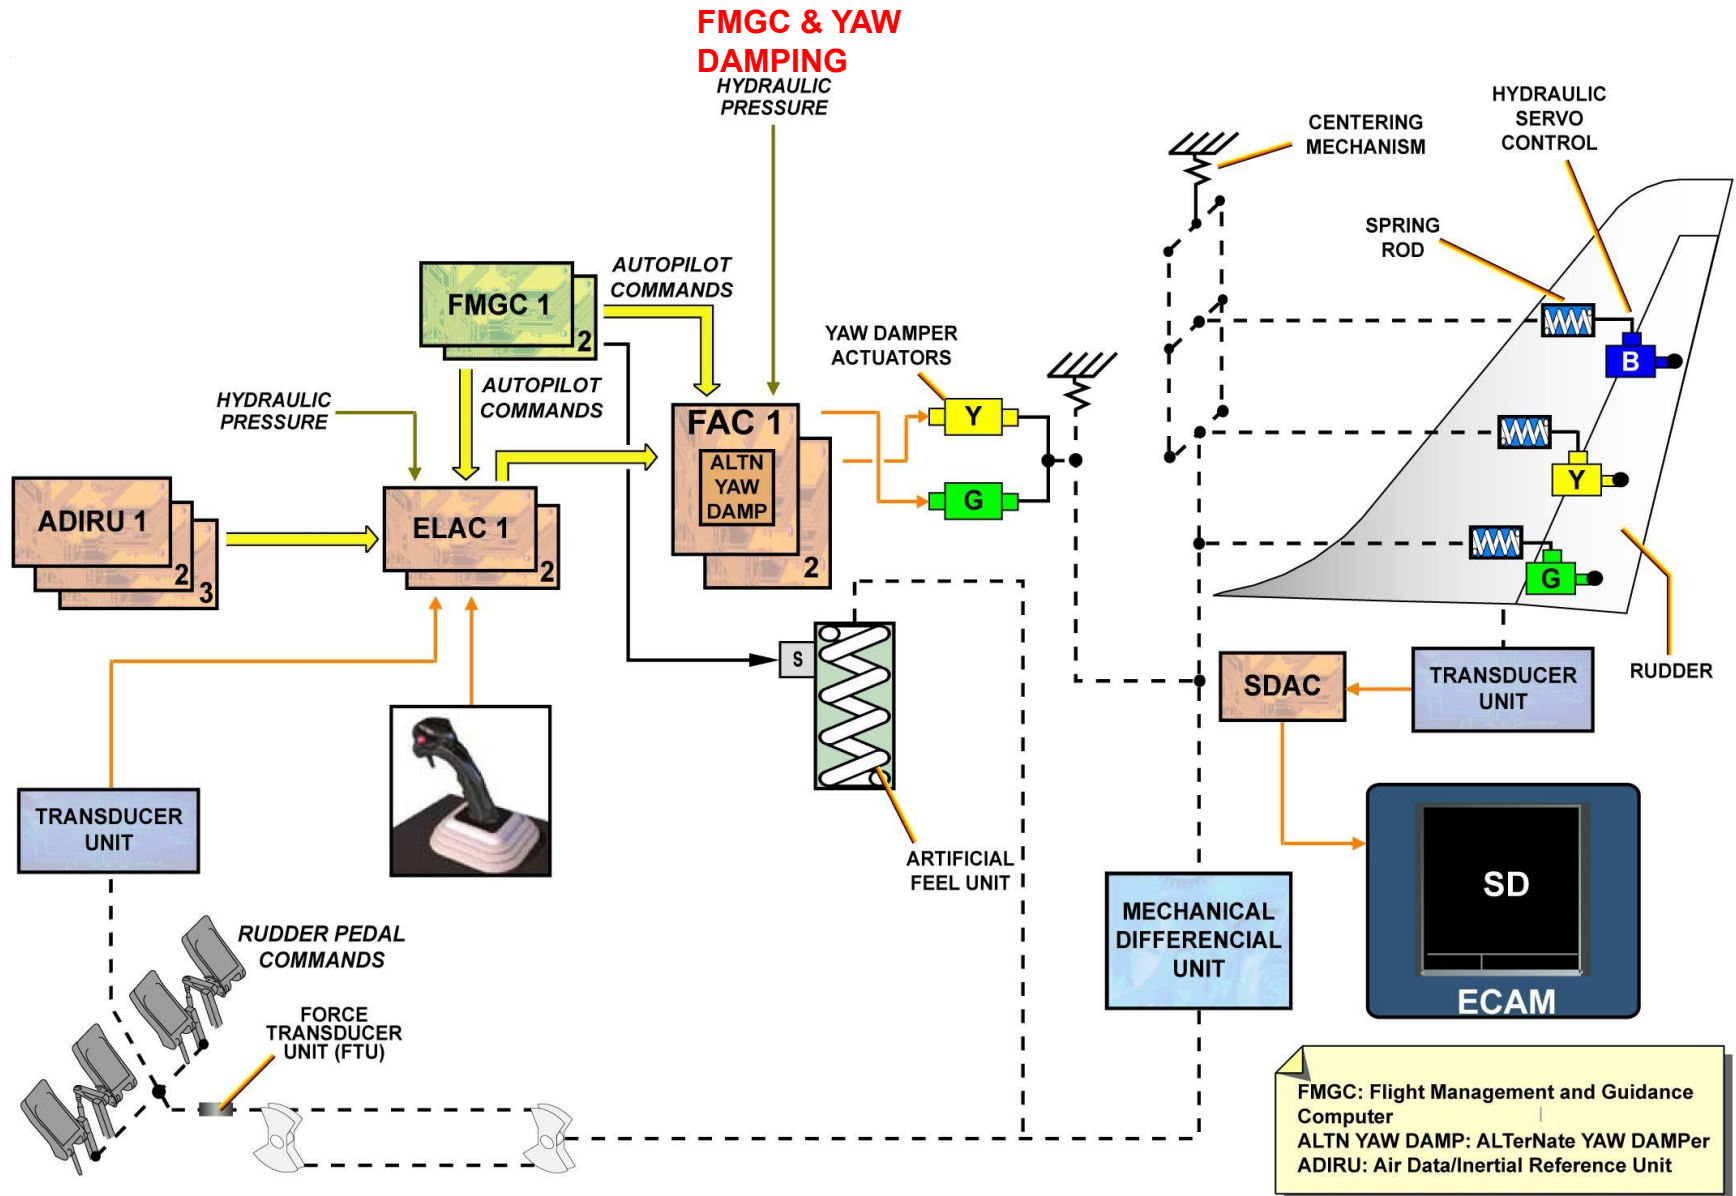 FMGC & YAW
DAMPING
HYDRAULIC
PRESSURE
HYDRAULIC
SERVO
CONTROL
CENTERING
MECHANISM
SPRING
ROD
AUTOPILOT
COMMANDS
FMGC 1
2
YAW DAMPER
ACTUATORS
B
AUTOPILOT
COMMANDS
HYDRAULIC
PRESSURE
FAC 1
ALTN
YAW
DAMP
2
Y
G
Y
G
ADIRU 1
2
3
ELAC 1
2
S
SDAC
TRANSDUCER
UNIT
RUDDER
TRANSDUCER
UNIT
ARTIFICIAL
FEEL UNIT
SD
ECAM
MECHANICAL
DIFFERENCIAL
UNIT
RUDDER PEDAL
COMMANDS
FORCE
TRANSDUCER
UNIT (FTU)
FMGC: Flight Management and Guidance
Computer
ALTN YAW DAMP: ALTerNate YAW DAMPer
ADIRU: Air Data/Inertial Reference Unit